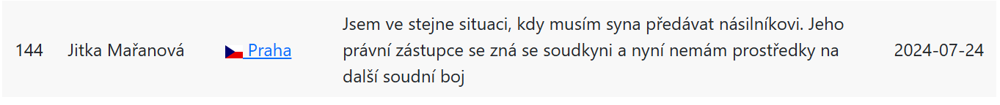 144 Jitka Mařanová Praha Jsem ve stejne situaci, kdy musím syna předávat násilníkovi. Jeho
právní zástupce se zná se soudkyni a nyní nemám prostředky na
další soudní boj 2024-07-24